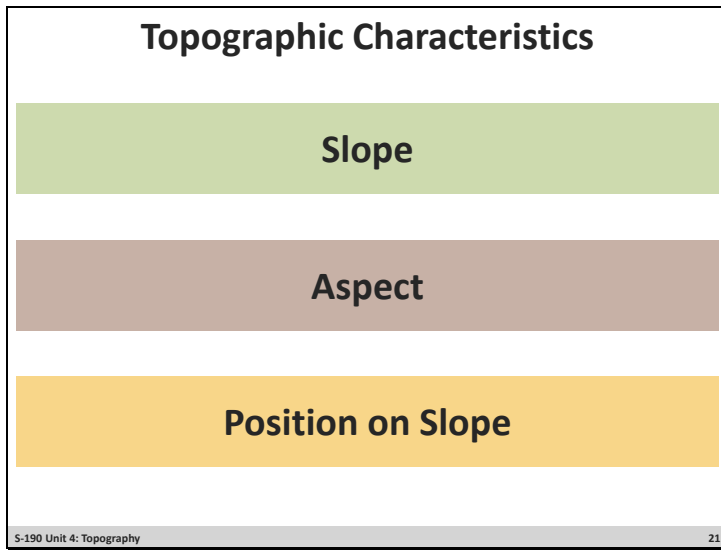 Topographic Characteristics
Slope
Aspect
Position on Slope
S-190 Unit 4: Topography 21